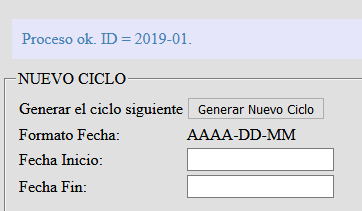 Proceso ok. ID = 2019-01.
NUEVO CICLO
Generar el ciclo siguiente Generar Nuevo Ciclo
Formato Fecha: AAAA-DD-MM
Fecha Inicio:
Fecha Fin: